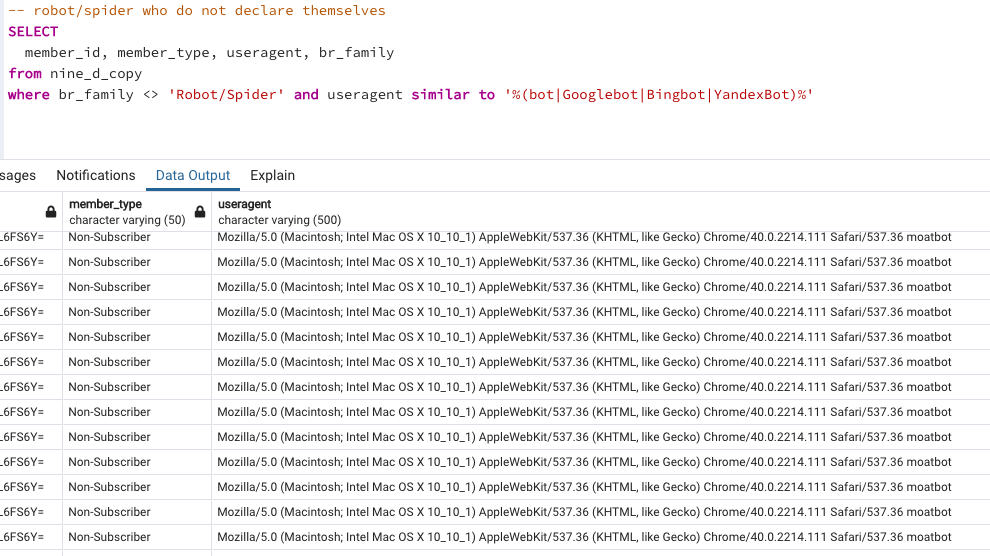 -- robot/spider who do not declare themselves
SELECT
member_id, member_type, useragent, br_family
from nine_d_copy
where br_family <> 'Robot/Spider' and useragent similar to '%(bot|Googlebot|Bingbot|YandexBot)%'
sages Notifications Data Output Explain
member_type useragent
character varying (50) character varying (500)
L6FS6Y= Non-Subscriber Mozilla/5.0 (Macintosh; Intel Mac OS X 10_10_1) AppleWebKit/537.36 (KHTML, like Gecko) Chrome/40.0.2214.111 Safari/537.36 moatbot
L6FS6Y= Non-Subscriber Mozilla/5.0 (Macintosh; Intel Mac OS X 10_10_1) AppleWebKit/537.36 (KHTML, like Gecko) Chrome/40.0.2214.111 Safari/537.36 moatbot
L6FS6Y= Non-Subscriber Mozilla/5.0 (Macintosh; Intel Mac OS X 10_10_1) AppleWebKit/537.36 (KHTML, like Gecko) Chrome/40.0.2214.111 Safari/537.36 moatbot
L6FS6Y= Non-Subscriber Mozilla/5.0 (Macintosh; Intel Mac OS X 10_10_1) AppleWebKit/537.36 (KHTML, like Gecko) Chrome/40.0.2214.111 Safari/537.36 moatbot
L6FS6Y= Non-Subscriber Mozilla/5.0 (Macintosh; Intel Mac OS X 10_10_1) AppleWebKit/537.36 (KHTML, like Gecko) Chrome/40.0.2214.111 Safari/537.36 moatbot
L6FS6Y= Non-Subscriber Mozilla/5.0 (Macintosh; Intel Mac OS X 10_10_1) AppleWebKit/537.36 (KHTML, like Gecko) Chrome/40.0.2214.111 Safari/537.36 moatbot
L6FS6Y= Non-Subscriber Mozilla/5.0 (Macintosh; Intel Mac OS X 10_10_1) AppleWebKit/537.36 (KHTML, like Gecko) Chrome/40.0.2214.111 Safari/537.36 moatbot
L6FS6Y= Non-Subscriber Mozilla/5.0 (Macintosh; Intel Mac OS X 10_10_1) AppleWebKit/537.36 (KHTML, like Gecko) Chrome/40.0.2214.111 Safari/537.36 moatbot
L6FS6Y= Non-Subscriber Mozilla/5.0 (Macintosh; Intel Mac OS X 10_10_1) AppleWebKit/537.36 (KHTML, like Gecko) Chrome/40.0.2214.111 Safari/537.36 moatbot
L6FS6Y= Non-Subscriber Mozilla/5.0 (Macintosh; Intel Mac OS X 10_10_1) AppleWebKit/537.36 (KHTML, like Gecko) Chrome/40.0.2214.111 Safari/537.36 moatbot
L6FS6Y= Non-Subscriber Mozilla/5.0 (Macintosh; Intel Mac OS X 10_10_1) AppleWebKit/537.36 (KHTML, like Gecko) Chrome/40.0.2214.111 Safari/537.36 moatbot
L6FS6Y= Non-Subscriber Mozilla/5.0 (Macintosh; Intel Mac OS X 10_10_1) AppleWebKit/537.36 (KHTML, like Gecko) Chrome/40.0.2214.111 Safari/537.36 moatbot
L6FS6Y= Non-Subscriber Mozilla/5.0 (Macintosh; Intel Mac OS X 10_10_1) AppleWebKit/537.36 (KHTML, like Gecko) Chrome/40.0.2214.111 Safari/537.36 moatbot